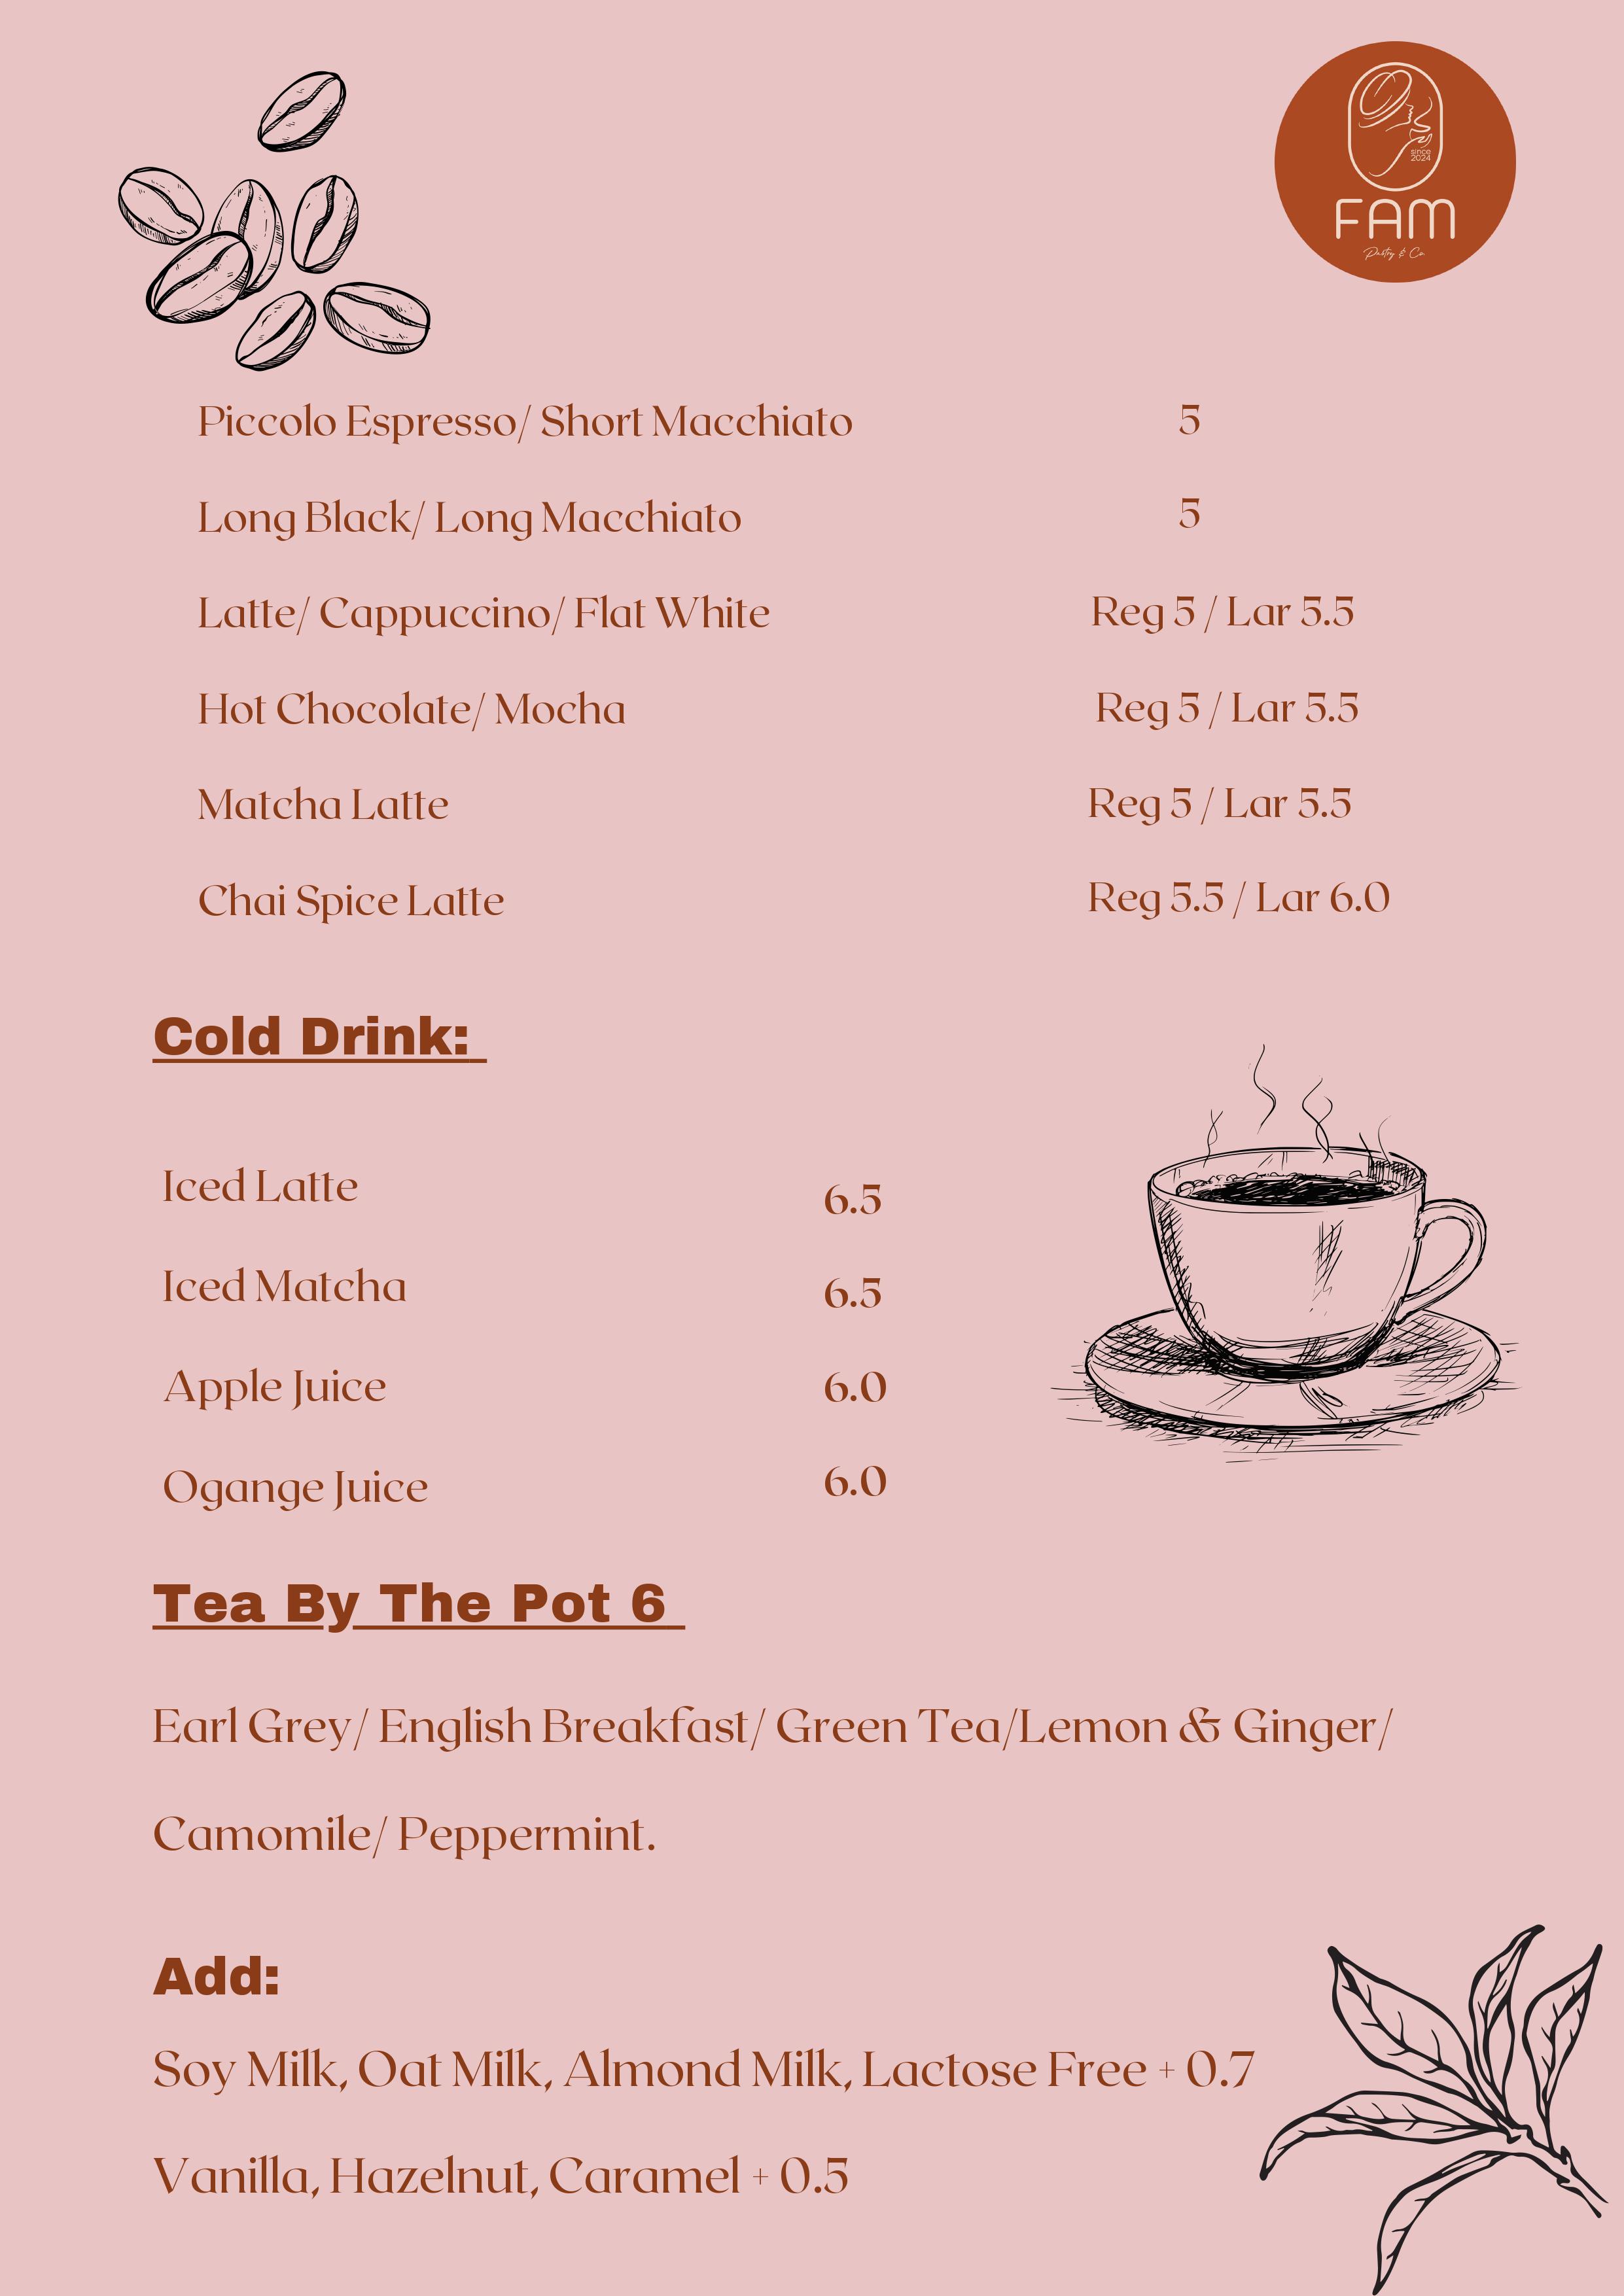 since
2024
FAM
Pastry & Co.
Piccolo Espresso/ Short Macchiato 5
Long Black/ Long Macchiato 5
Latte/ Cappuccino/ Flat White Reg 5 / Lar 5.5
Hot Chocolate/ Mocha Reg 5 / Lar 5.5
Matcha Latte Reg 5 / Lar 5.5
Chai Spice Latte Reg 5.5 / Lar 6.0
Cold Drink:
Iced Latte 6.5
Iced Matcha 6.5
Apple Juice 6.0
Ogange Juice 6.0
Tea By The Pot 6
Earl Grey/ English Breakfast/ Green Tea/Lemon & Ginger/
Camomile/ Peppermint.
Add:
Soy Milk, Oat Milk, Almond Milk, Lactose Free + 0.7
Vanilla, Hazelnut, Caramel + 0.5